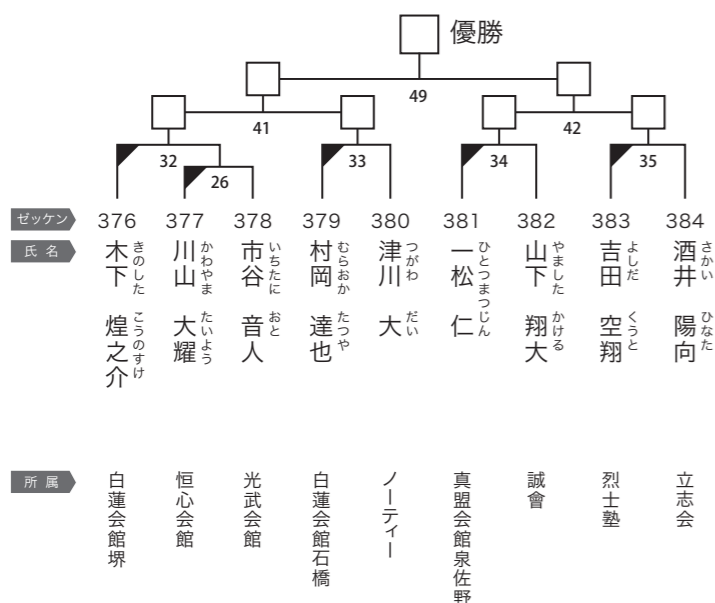 優勝
49
41
42
32
33
34
35
26
ゼッケン
376
377
378
379
380
381
382
383
384
氏名
木下 煌之介
きのした こうのすけ
川山 大耀
かわやま たいよう
市谷 音人
いちたに おと
村岡 達也
むらおか たつや
津川 大
つがわ だい
一松 仁
ひとつまつ じん
山下 翔大
やました かける
吉田 空翔
よしだ くうと
酒井 陽向
さかい ひなた
所属
白蓮会館堺
恒心会館
光武会館
白蓮会館石橋
ノーティー
真盟会館泉佐野
誠會
烈士塾
立志会